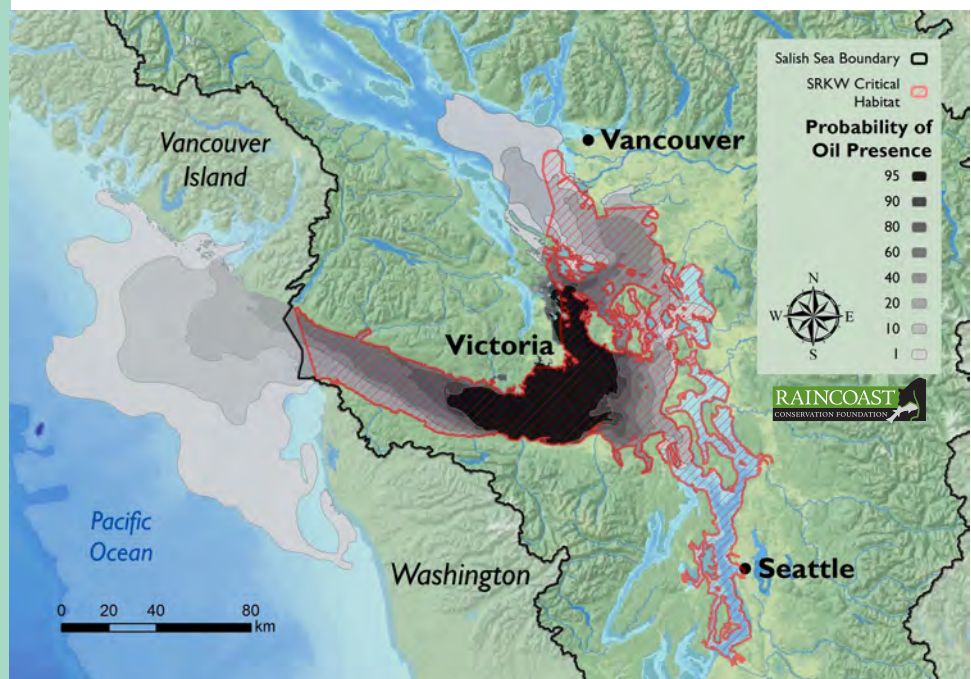 Salish Sea Boundary
SRKW Critical
Habitat
Probability of
Oil Presence
95
90
80
60
40
20
10
1
N
W
E
S
RAINCOAST
CONSERVATION FOUNDATION
Vancouver
Island
Vancouver
Victoria
Pacific
Ocean
Washington
Seattle
0 20 40 80
km